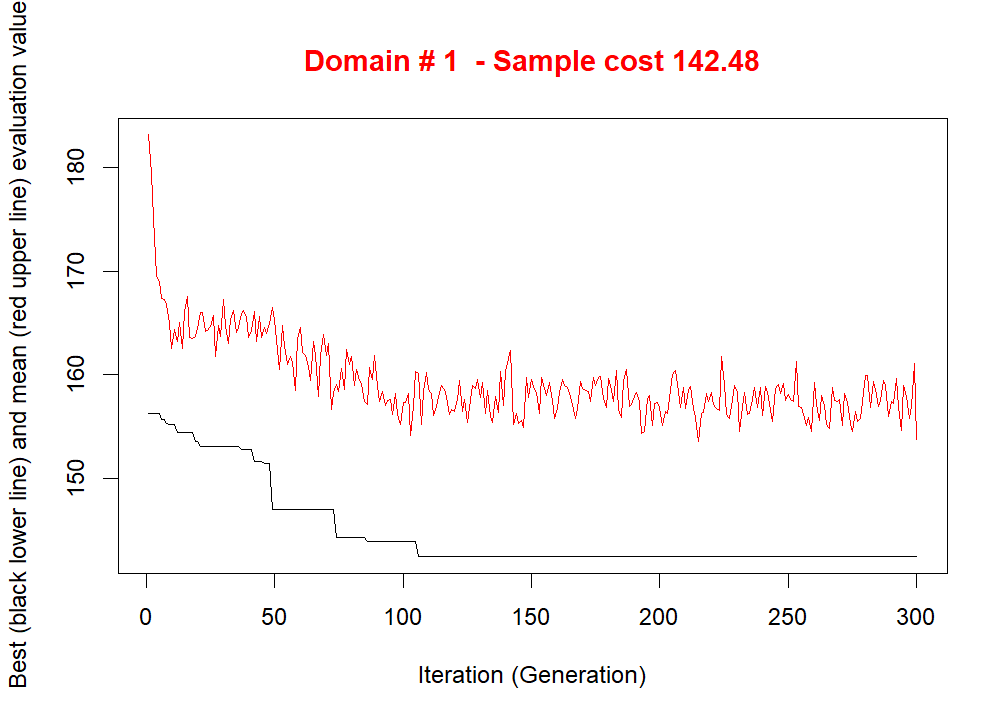 Domain # 1  - Sample cost 142.48
Best (black lower line) and mean (red upper line) evaluation value
180
170
160
150
0 50 100 150 200 250 300
Iteration (Generation)